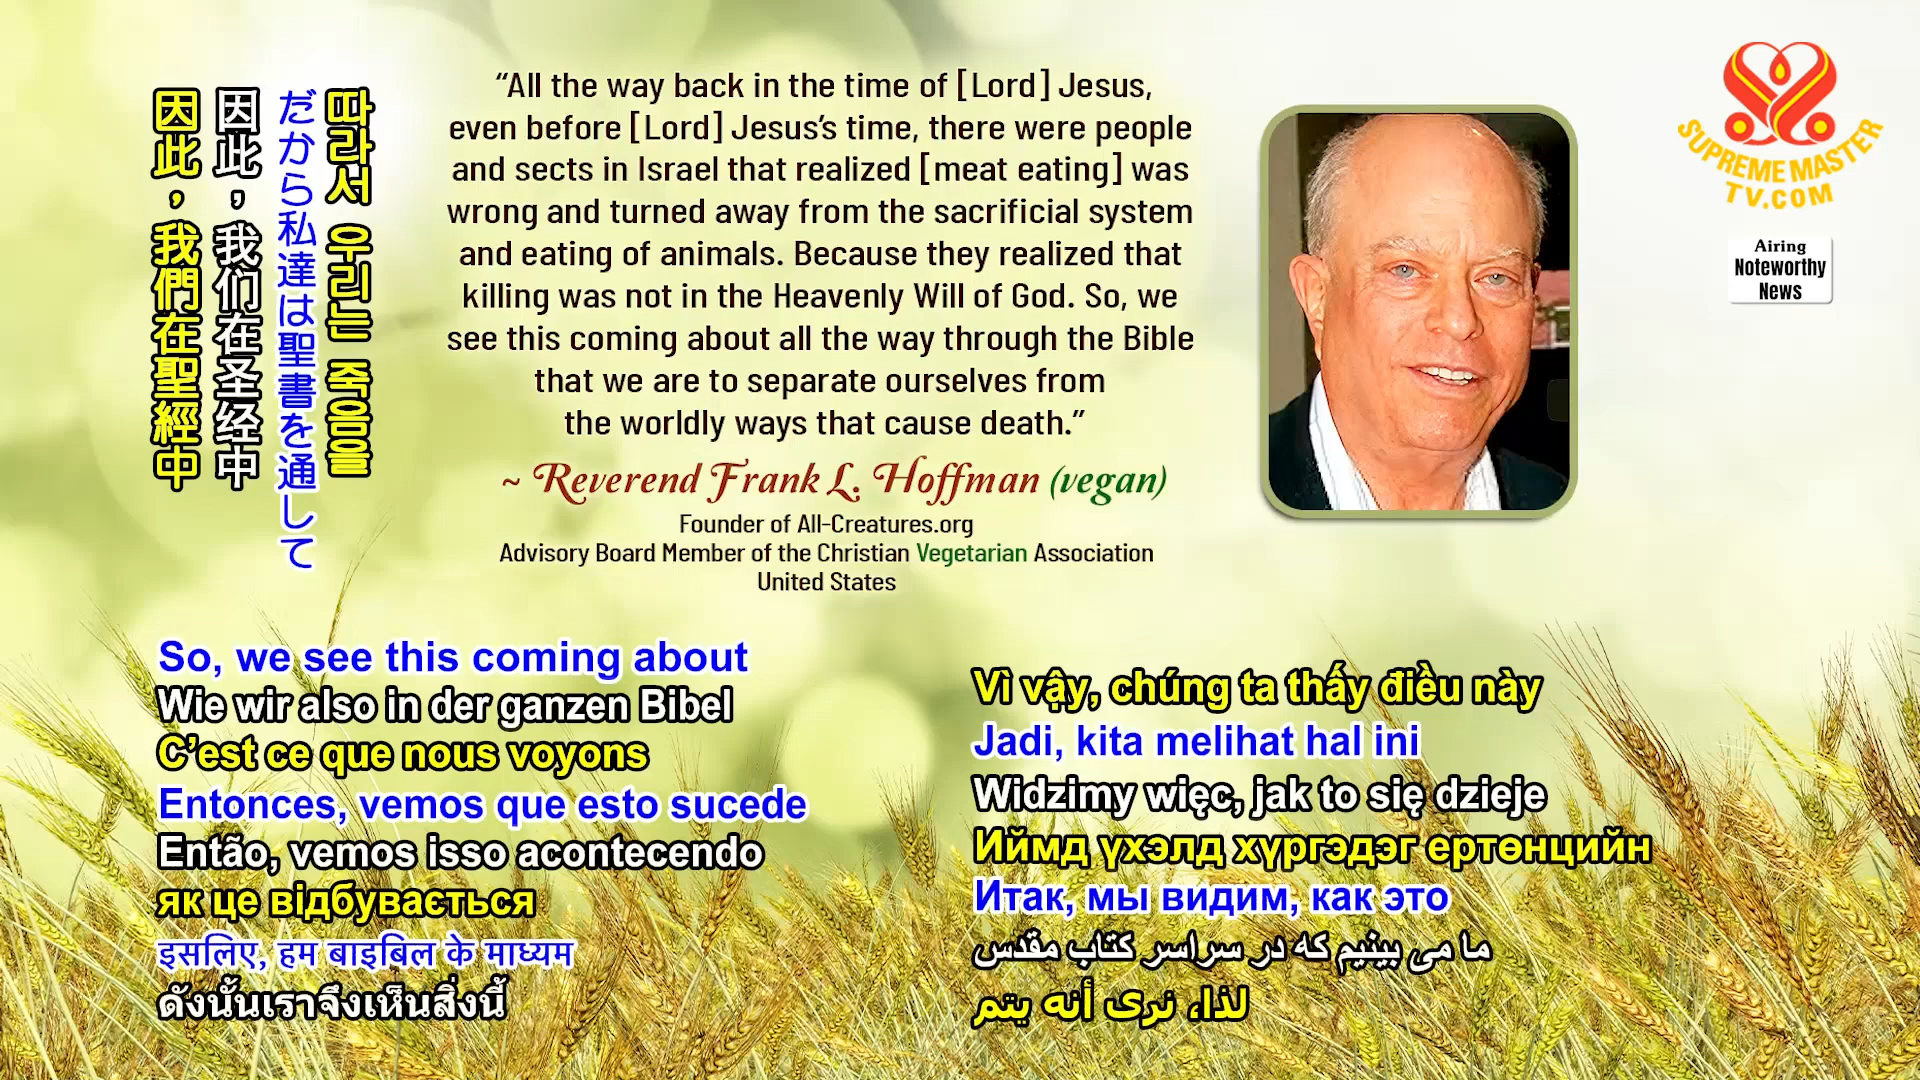 因此，我們在聖經中
因此，我们在圣经中
だから私達は聖書を通して
따라서 우리는 죽음을
“All the way back in the time of [Lord] Jesus,
even before [Lord] Jesus’s time, there were people
and sects in Israel that realized [meat eating] was
wrong and turned away from the sacrificial system
and eating of animals. Because they realized that
killing was not in the Heavenly Will of God. So, we
see this coming about all the way through the Bible
that we are to separate ourselves from
the worldly ways that cause death.”
~ Reverend Frank L. Hoffman (vegan)
Founder of All-Creatures.org
Advisory Board Member of the Christian Vegetarian Association
United States
SUPREME MASTER
TV.COM
Airing
Noteworthy
News
So, we see this coming about
Wie wir also in der ganzen Bibel
C’est ce que nous voyons
Entonces, vemos que esto sucede
Então, vemos isso acontecendo
як це відбувається
इसलिए, हम बाइबिल के माध्यम
ดังนั้นเราจึงเห็นสิ่งนี้
Vì vậy, chúng ta thấy điều này
Jadi, kita melihat hal ini
Widzimy więc, jak to się dzieje
Иймд үхэлд хүргэдэг ертөнцийн
Итак, мы видим, как это
ما می بینیم که در سراسر کتاب مقدس
لذا، نرى أنه يتم